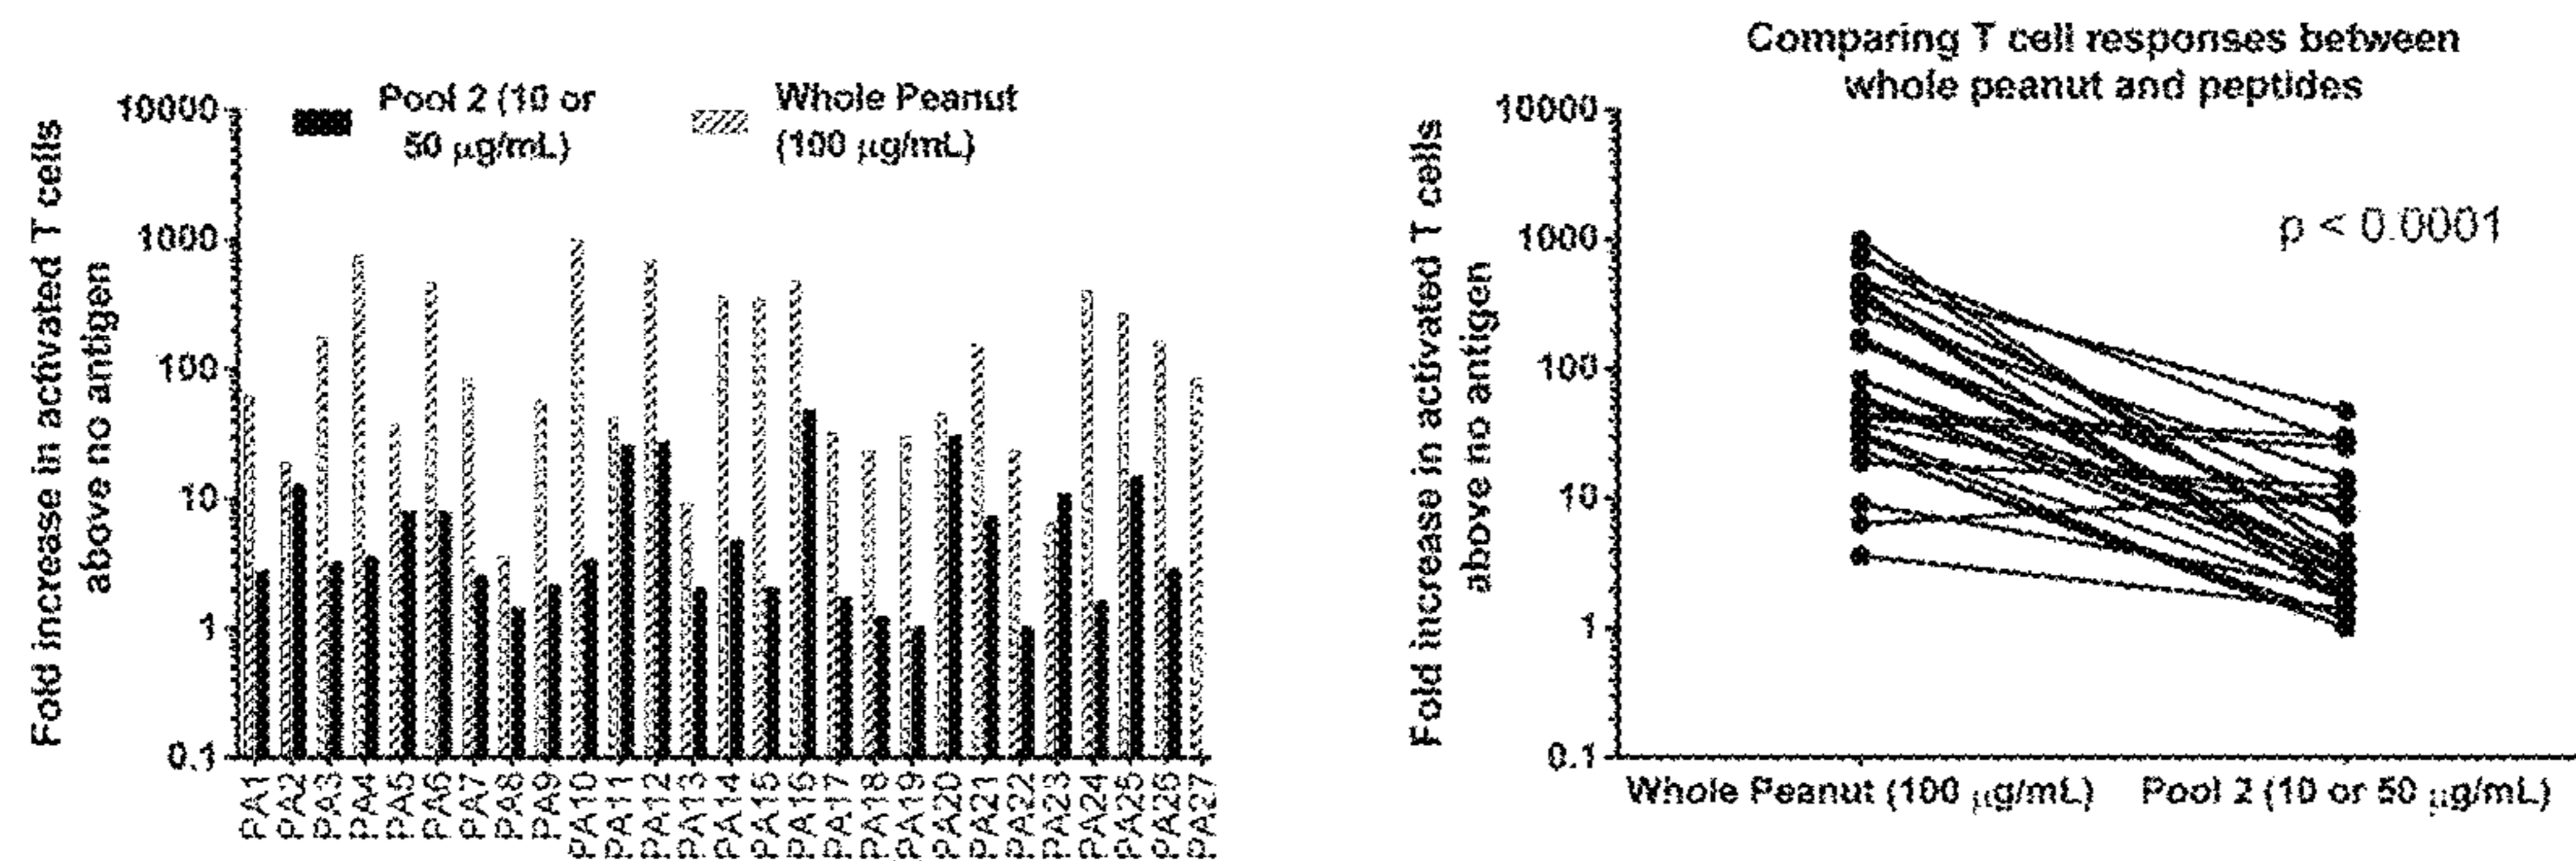 Fold increase in activated T cells
above no antigen
10000
1000
100
10
1
0.1
Pool 2 (10 or
50 μg/mL)
Whole Peanut
(100 μg/mL)
PA1
PA2
PA3
PA4
PA5
PA6
PA7
PA8
PA9
PA10
PA11
PA12
PA13
PA14
PA15
PA16
PA17
PA18
PA19
PA20
PA21
PA22
PA23
PA24
PA25
PA26
PA27
Comparing T cell responses between
whole peanut and peptides
Fold increase in activated T cells
above no antigen
10000
1000
100
10
1
0.1
p < 0.0001
Whole Peanut (100 μg/mL)
Pool 2 (10 or 50 μg/mL)